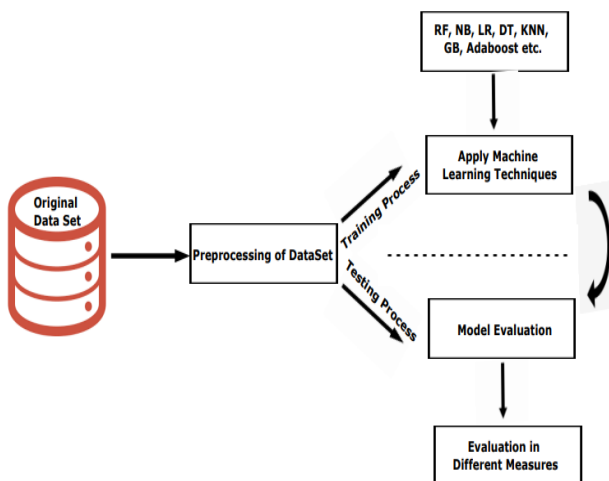 RF, NB, LR, DT, KNN,
GB, Adaboost etc.
Apply Machine
Learning Techniques
Original
Data Set
Preprocessing of DataSet
Training Process
Testing Process
Model Evaluation
Evaluation in
Different Measures